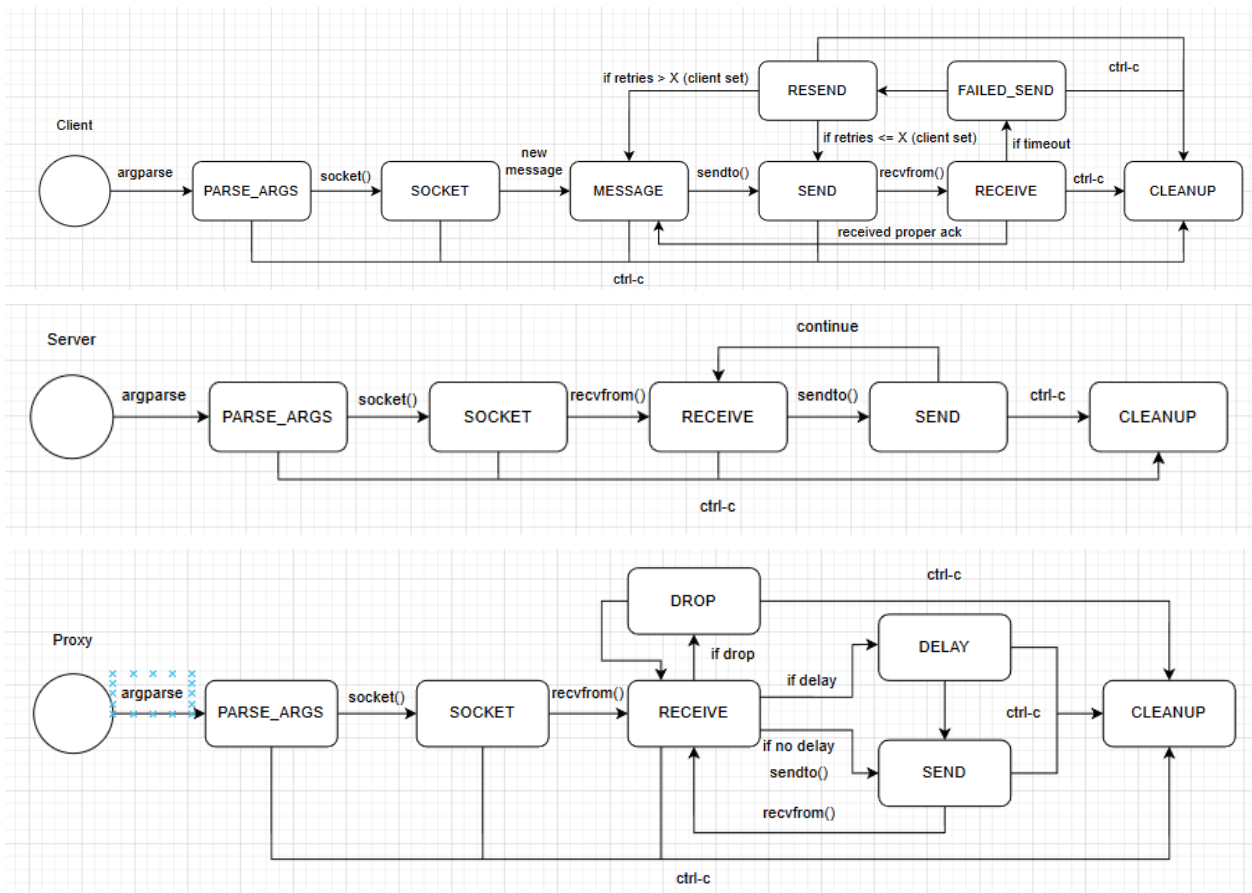 ctrl-c
if retries > X (client set)
RESEND
FAILED_SEND
Client
if retries <= X (client set)
if timeout
argparse
socket()
new
message
sendto()
recvfrom()
ctrl-c
PARSE_ARGS
SOCKET
MESSAGE
SEND
RECEIVE
CLEANUP
received proper ack
ctrl-c
continue
Server
argparse
socket()
recvfrom()
sendto()
ctrl-c
PARSE_ARGS
SOCKET
RECEIVE
SEND
CLEANUP
ctrl-c
ctrl-c
DROP
Proxy
if drop
DELAY
if delay
argparse
socket()
recvfrom()
PARSE_ARGS
SOCKET
RECEIVE
ctrl-c
CLEANUP
if no delay
sendto()
SEND
recvfrom()
ctrl-c